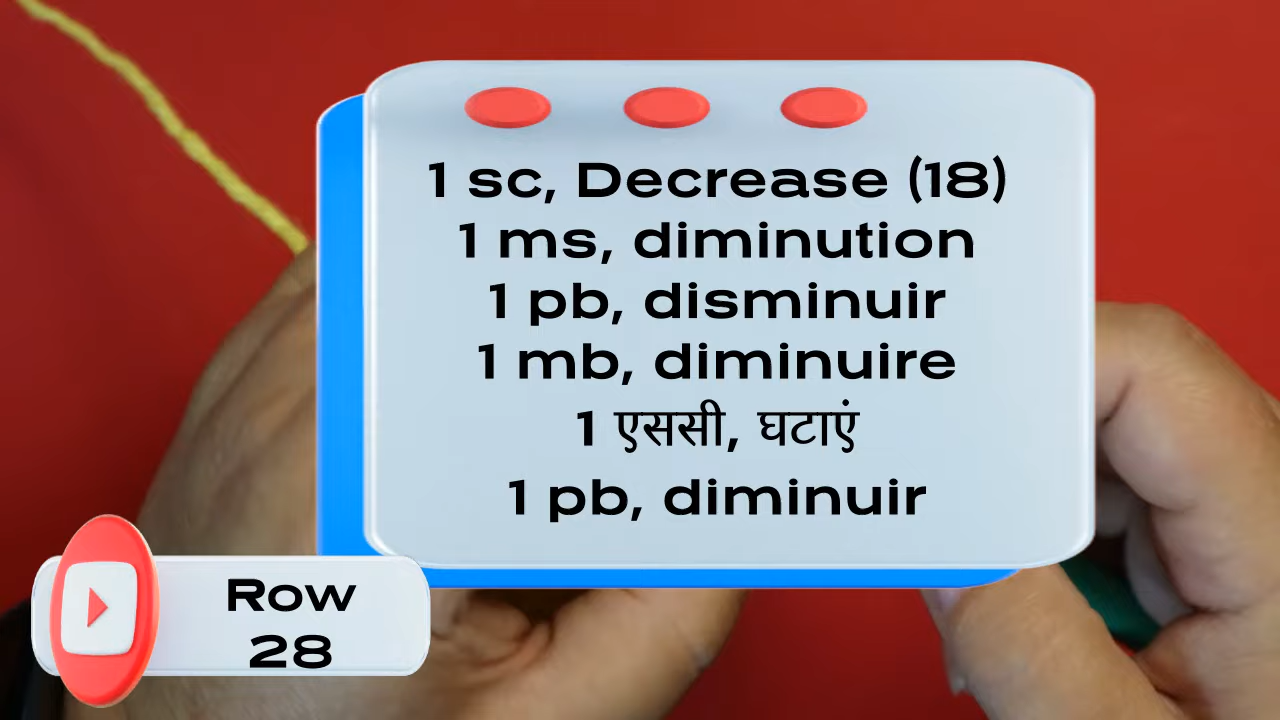 1 sc, Decrease (18)
1 ms, diminution
1 pb, disminuir
1 mb, diminuire
1 एससी, घटाएं
1 pb, diminuir
Row
28